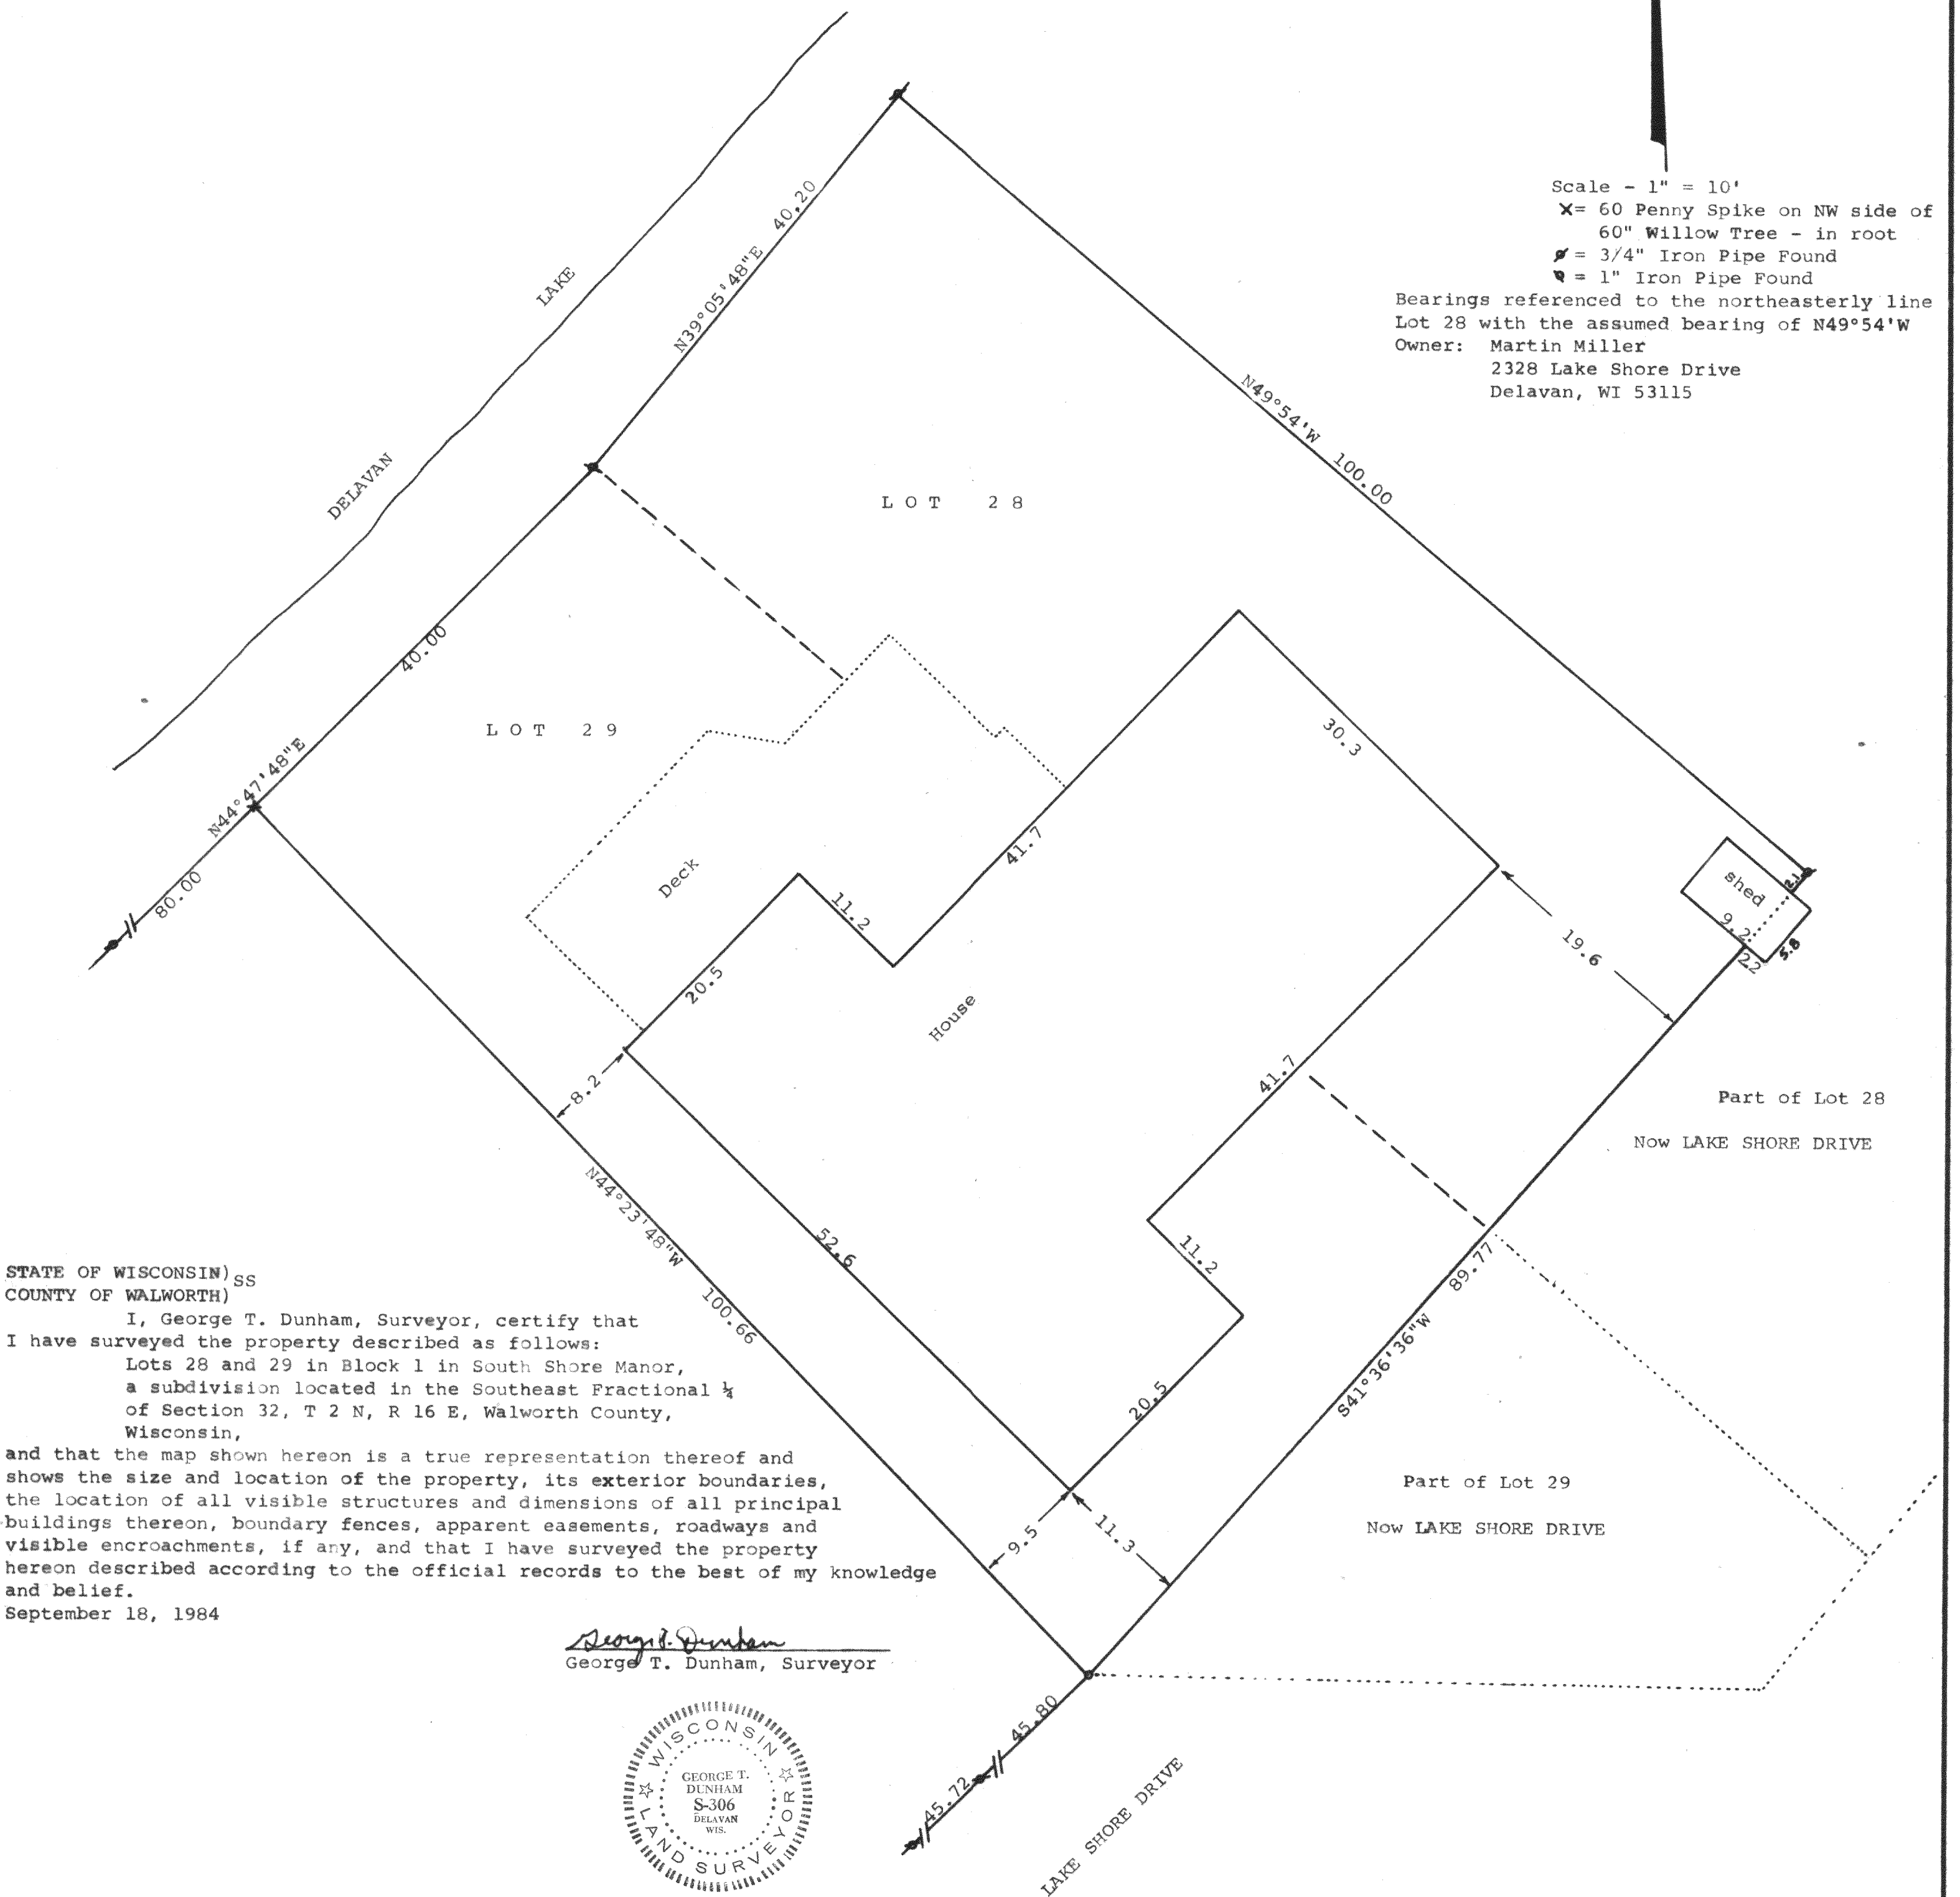 Scale - 1" = 10'
X= 60 Penny Spike on NW side of
60" Willow Tree - in root
= 3/4" Iron Pipe Found
= 1" Iron Pipe Found
Bearings referenced to the northeasterly line
Lot 28 with the assumed bearing of N49°54'W
Owner: Martin Miller
2328 Lake Shore Drive
Delavan, WI 53115
DELAVAN LAKE
N39°05'48"E 40.20
N49°54'W 100.00
LOT 28
40.00
LOT 29
N44°47'48"E
80.00
30.3
41.7
Deck
11.2
20.5
House
shed
2.1
9.2
5.8
2.2
19.6
8.2
41.7
Part of Lot 28
Now LAKE SHORE DRIVE
N44°23'48"W 100.66
52.6
11.2
20.5
S41°36'36"W 89.77
Part of Lot 29
Now LAKE SHORE DRIVE
9.5
11.3
45.80
45.72
LAKE SHORE DRIVE
STATE OF WISCONSIN)SS
COUNTY OF WALWORTH)
I, George T. Dunham, Surveyor, certify that
I have surveyed the property described as follows:
Lots 28 and 29 in Block 1 in South Shore Manor,
a subdivision located in the Southeast Fractional ¼
of Section 32, T 2 N, R 16 E, Walworth County,
Wisconsin,
and that the map shown hereon is a true representation thereof and
shows the size and location of the property, its exterior boundaries,
the location of all visible structures and dimensions of all principal
buildings thereon, boundary fences, apparent easements, roadways and
visible encroachments, if any, and that I have surveyed the property
hereon described according to the official records to the best of my knowledge
and belief.
September 18, 1984
George T. Dunham
George T. Dunham, Surveyor
WISCONSIN
GEORGE T.
DUNHAM
S-306
DELAVAN
WIS.
LAND SURVEYOR